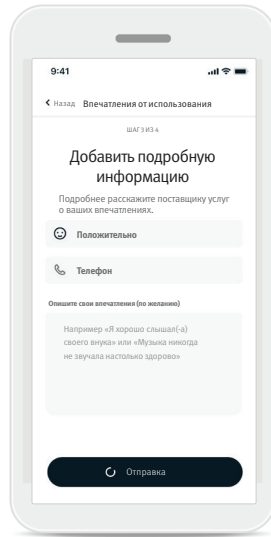 9:41
Назад Впечатления от использования
ШАГ 3 ИЗ 4
Добавить подробную
информацию
Подробнее расскажите поставщику услуг
о ваших впечатлениях.
Положительно
Телефон
Опишите свои впечатления (по желанию)
Например «Я хорошо слышал(-а)
своего внука» или «Музыка никогда
не звучала настолько здорово»
Отправка